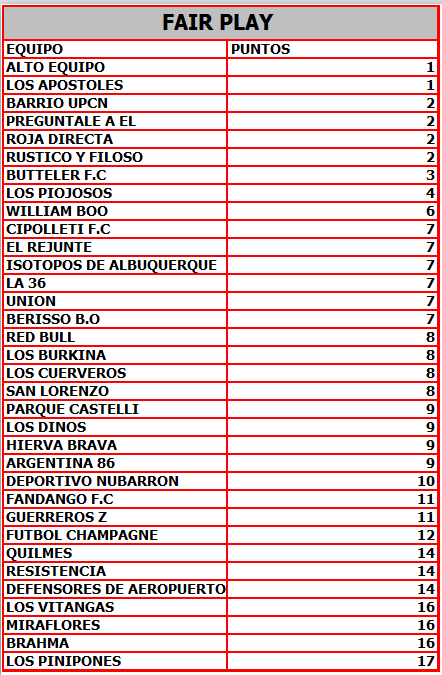 FAIR PLAY
EQUIPO PUNTOS
ALTO EQUIPO 1
LOS APOSTOLES 1
BARRIO UPCN 2
PREGUNTALE A EL 2
ROJA DIRECTA 2
RUSTICO Y FILOSO 2
BUTTELER F.C 3
LOS PIOJOSOS 4
WILLIAM BOO 6
CIPOLLETI F.C 7
EL REJUNTE 7
ISOTOPOS DE ALBUQUERQUE 7
LA 36 7
UNION 7
BERISSO B.O 7
RED BULL 8
LOS BURKINA 8
LOS CUERVEROS 8
SAN LORENZO 8
PARQUE CASTELLI 9
LOS DINOS 9
HIERVA BRAVA 9
ARGENTINA 86 9
DEPORTIVO NUBARRON 10
FANDANGO F.C 11
GUERREROS Z 11
FUTBOL CHAMPAGNE 12
QUILMES 14
RESISTENCIA 14
DEFENSORES DE AEROPUERTO 14
LOS VITANGAS 16
MIRAFLORES 16
BRAHMA 16
LOS PINIPONES 17